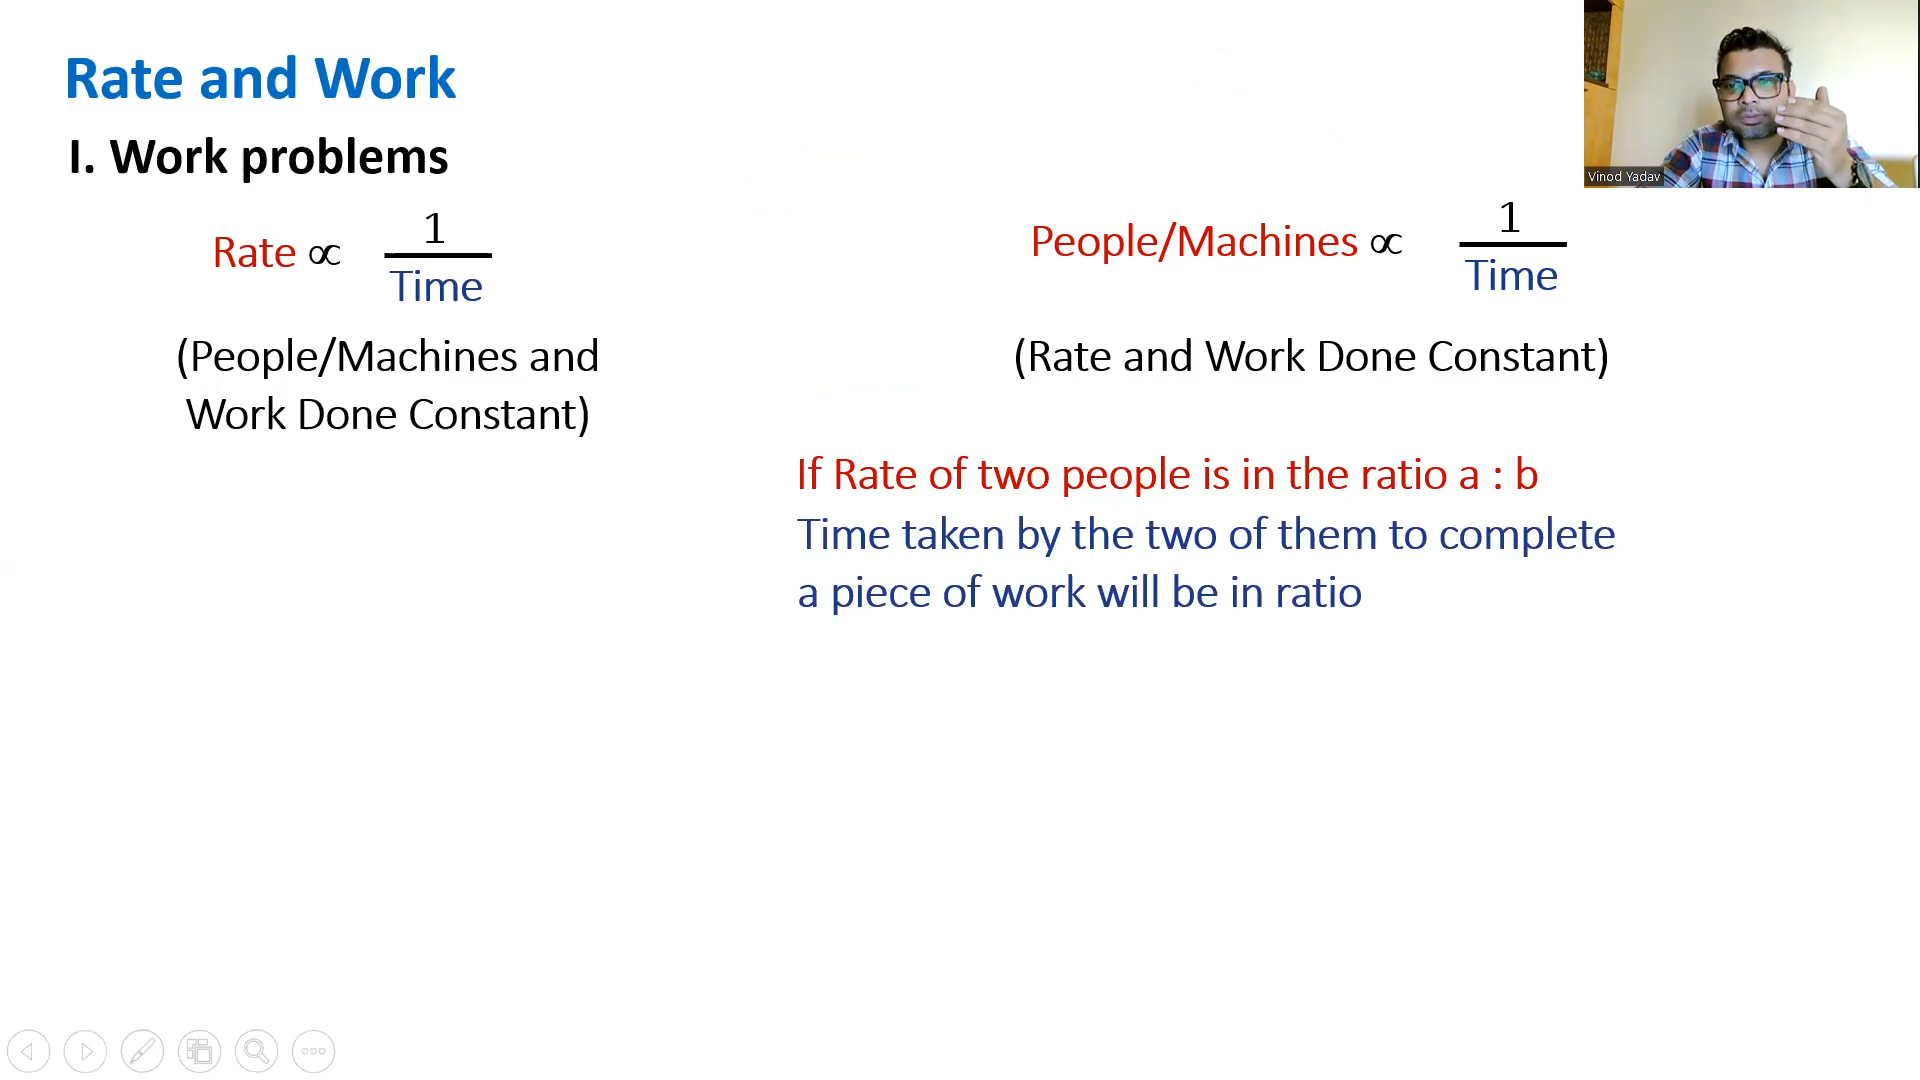 Rate and Work
I. Work problems
Rate ∝ 1
Time
(People/Machines and
Work Done Constant)
People/Machines ∝ 1
Time
(Rate and Work Done Constant)
If Rate of two people is in the ratio a : b
Time taken by the two of them to complete
a piece of work will be in ratio
Vinod Yadav